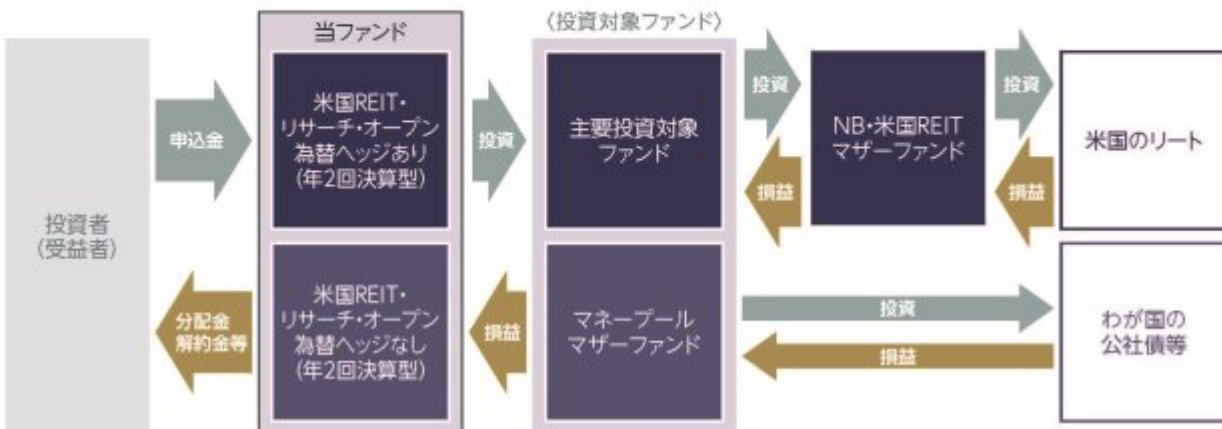 投資者
(受益者)
申込金
分配金
解約金等
当ファンド
米国REIT・
リサーチ・オープン
為替ヘッジあり
(年2回決算型)
米国REIT・
リサーチ・オープン
為替ヘッジなし
(年2回決算型)
投資
損益
〈投資対象ファンド〉
主要投資対象
ファンド
マネープール
マザーファンド
投資
損益
NB・米国REIT
マザーファンド
投資
損益
米国のリート
投資
損益
わが国の
公社債等